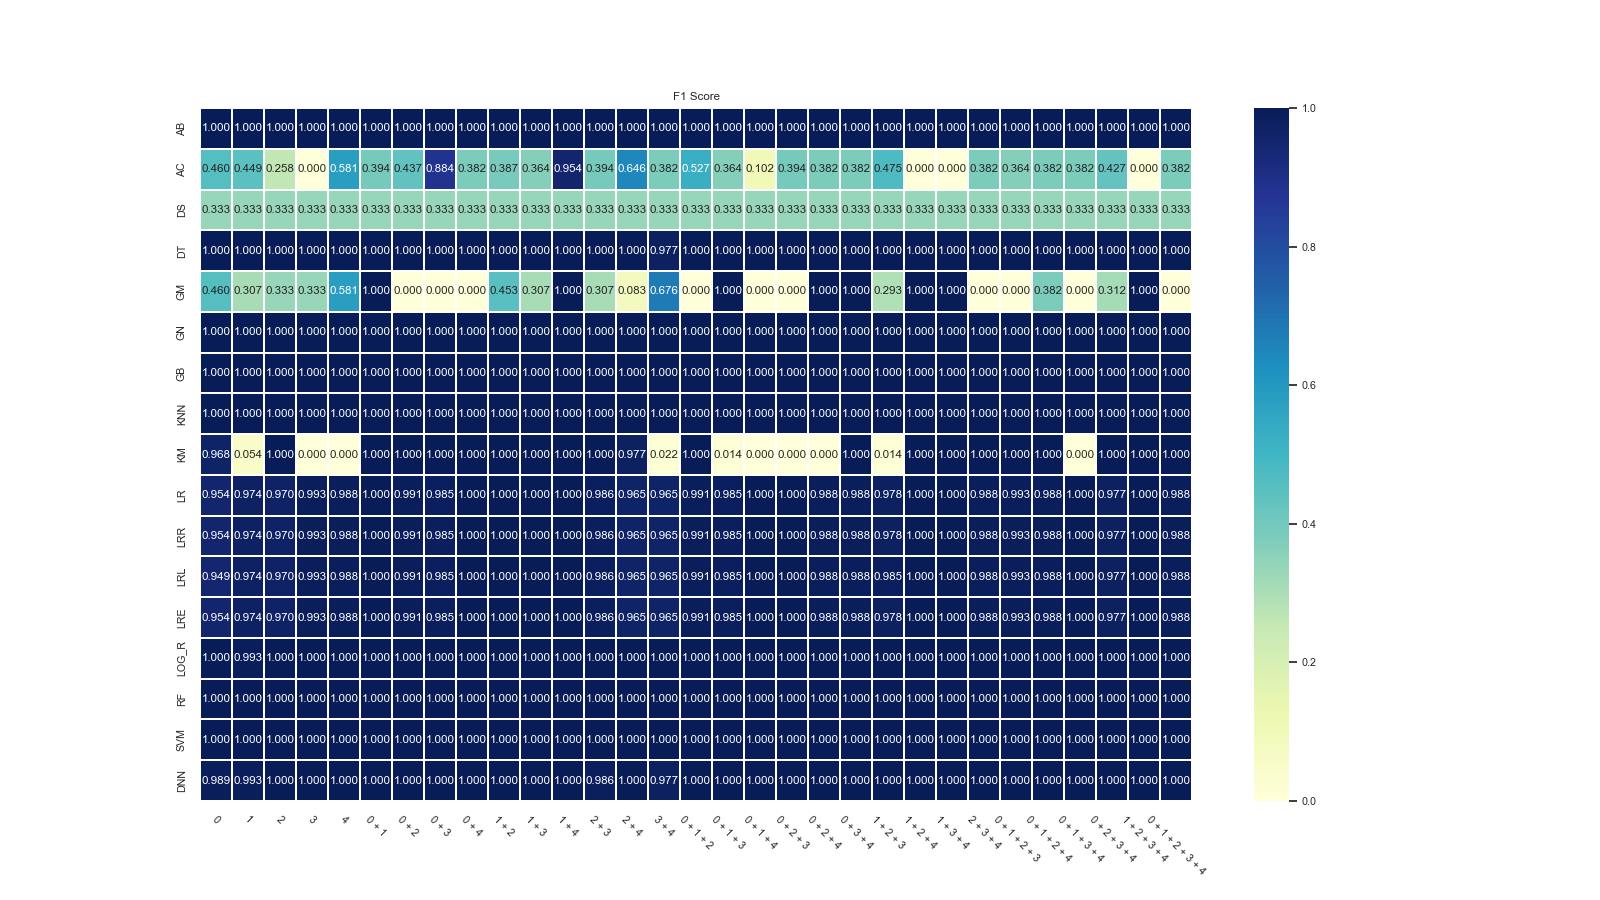 F1 Score
AB 1.000 1.000 1.000 1.000 1.000 1.000 1.000 1.000 1.000 1.000 1.000 1.000 1.000 1.000 1.000 1.000 1.000 1.000 1.000 1.000 1.000 1.000 1.000 1.000 1.000 1.000 1.000 1.000 1.000 1.000 1.000
AC 0.460 0.449 0.258 0.000 0.581 0.394 0.437 0.884 0.382 0.387 0.364 0.954 0.394 0.646 0.382 0.527 0.364 0.102 0.394 0.382 0.382 0.475 0.000 0.000 0.382 0.364 0.382 0.382 0.427 0.000 0.382
DS 0.333 0.333 0.333 0.333 0.333 0.333 0.333 0.333 0.333 0.333 0.333 0.333 0.333 0.333 0.333 0.333 0.333 0.333 0.333 0.333 0.333 0.333 0.333 0.333 0.333 0.333 0.333 0.333 0.333 0.333 0.333
DT 1.000 1.000 1.000 1.000 1.000 1.000 1.000 1.000 1.000 1.000 1.000 1.000 1.000 1.000 0.977 1.000 1.000 1.000 1.000 1.000 1.000 1.000 1.000 1.000 1.000 1.000 1.000 1.000 1.000 1.000 1.000
GM 0.460 0.307 0.333 0.333 0.581 1.000 0.000 0.000 0.000 0.453 0.307 1.000 0.307 0.083 0.676 0.000 1.000 0.000 0.000 1.000 1.000 0.293 1.000 1.000 0.000 0.000 0.382 0.000 0.312 1.000 0.000
GN 1.000 1.000 1.000 1.000 1.000 1.000 1.000 1.000 1.000 1.000 1.000 1.000 1.000 1.000 1.000 1.000 1.000 1.000 1.000 1.000 1.000 1.000 1.000 1.000 1.000 1.000 1.000 1.000 1.000 1.000 1.000
GB 1.000 1.000 1.000 1.000 1.000 1.000 1.000 1.000 1.000 1.000 1.000 1.000 1.000 1.000 1.000 1.000 1.000 1.000 1.000 1.000 1.000 1.000 1.000 1.000 1.000 1.000 1.000 1.000 1.000 1.000 1.000
KNN 1.000 1.000 1.000 1.000 1.000 1.000 1.000 1.000 1.000 1.000 1.000 1.000 1.000 1.000 1.000 1.000 1.000 1.000 1.000 1.000 1.000 1.000 1.000 1.000 1.000 1.000 1.000 1.000 1.000 1.000 1.000
KM 0.968 0.054 1.000 0.000 0.000 1.000 1.000 1.000 1.000 1.000 1.000 1.000 1.000 0.977 0.022 1.000 0.014 0.000 0.000 0.000 1.000 0.014 1.000 1.000 1.000 1.000 1.000 0.000 1.000 1.000 1.000
LR 0.954 0.974 0.970 0.993 0.988 1.000 0.991 0.985 1.000 1.000 1.000 1.000 0.986 0.965 0.965 0.991 0.985 1.000 1.000 0.988 0.988 0.978 1.000 1.000 0.988 0.993 0.988 1.000 0.977 1.000 0.988
LRR 0.954 0.974 0.970 0.993 0.988 1.000 0.991 0.985 1.000 1.000 1.000 1.000 0.986 0.965 0.965 0.991 0.985 1.000 1.000 0.988 0.988 0.978 1.000 1.000 0.988 0.993 0.988 1.000 0.977 1.000 0.988
LRL 0.949 0.974 0.970 0.993 0.988 1.000 0.991 0.985 1.000 1.000 1.000 1.000 0.986 0.965 0.965 0.991 0.985 1.000 1.000 0.988 0.988 0.985 1.000 1.000 0.988 0.993 0.988 1.000 0.977 1.000 0.988
LRE 0.954 0.974 0.970 0.993 0.988 1.000 0.991 0.985 1.000 1.000 1.000 1.000 0.986 0.965 0.965 0.991 0.985 1.000 1.000 0.988 0.988 0.978 1.000 1.000 0.988 0.993 0.988 1.000 0.977 1.000 0.988
LOG_R 1.000 0.993 1.000 1.000 1.000 1.000 1.000 1.000 1.000 1.000 1.000 1.000 1.000 1.000 1.000 1.000 1.000 1.000 1.000 1.000 1.000 1.000 1.000 1.000 1.000 1.000 1.000 1.000 1.000 1.000 1.000
RF 1.000 1.000 1.000 1.000 1.000 1.000 1.000 1.000 1.000 1.000 1.000 1.000 1.000 1.000 1.000 1.000 1.000 1.000 1.000 1.000 1.000 1.000 1.000 1.000 1.000 1.000 1.000 1.000 1.000 1.000 1.000
SVM 1.000 1.000 1.000 1.000 1.000 1.000 1.000 1.000 1.000 1.000 1.000 1.000 1.000 1.000 1.000 1.000 1.000 1.000 1.000 1.000 1.000 1.000 1.000 1.000 1.000 1.000 1.000 1.000 1.000 1.000 1.000
DNN 0.989 0.993 1.000 1.000 1.000 1.000 1.000 1.000 1.000 1.000 1.000 1.000 0.986 1.000 0.977 1.000 1.000 1.000 1.000 1.000 1.000 1.000 1.000 1.000 1.000 1.000 1.000 1.000 1.000 1.000 1.000
0
1
2
3
4
0 + 1
0 + 2
0 + 3
0 + 4
1 + 2
1 + 3
1 + 4
2 + 3
2 + 4
3 + 4
0 + 1 + 2
0 + 1 + 3
0 + 1 + 4
0 + 2 + 3
0 + 2 + 4
0 + 3 + 4
1 + 2 + 3
1 + 2 + 4
1 + 3 + 4
2 + 3 + 4
0 + 1 + 2 + 3
0 + 1 + 2 + 4
0 + 1 + 3 + 4
0 + 2 + 3 + 4
1 + 2 + 3 + 4
0 + 1 + 2 + 3 + 4
1.0
0.8
0.6
0.4
0.2
0.0